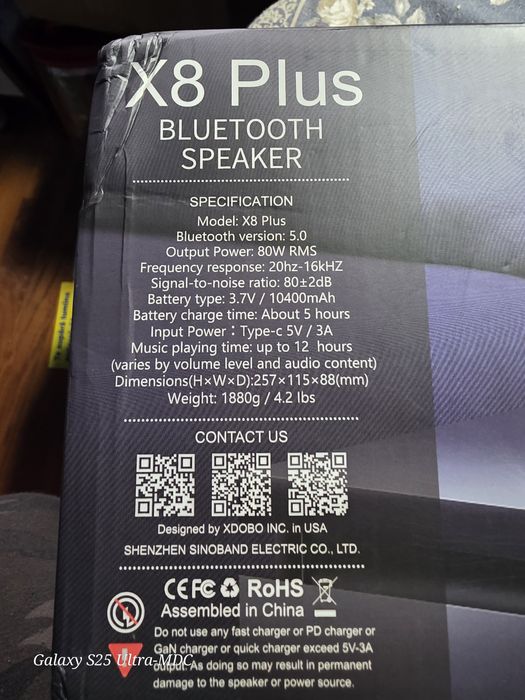 X8 Plus
BLUETOOTH
SPEAKER
SPECIFICATION
Model: X8 Plus
Bluetooth version: 5.0
Output Power: 80W RMS
Frequency response: 20hz-16kHZ
Signal-to-noise ratio: 80±2dB
Battery type: 3.7V / 10400mAh
Battery charge time: About 5 hours
Input Power：Type-c 5V / 3A
Music playing time: up to 12 hours
(varies by volume level and audio content)
Dimensions(H×W×D):257×115×88(mm)
Weight: 1880g / 4.2 lbs
CONTACT US
Designed by XDOBO INC. in USA
SHENZHEN SINOBAND ELECTRIC CO., LTD.
CE FC RoHS
Assembled in China
Do not use any fast charger or PD charger or
GaN charger or quick charger exceed 5V-3A
output. As doing so may result in permanent
damage to the speaker or power source.
Galaxy S25 Ultra-MDC